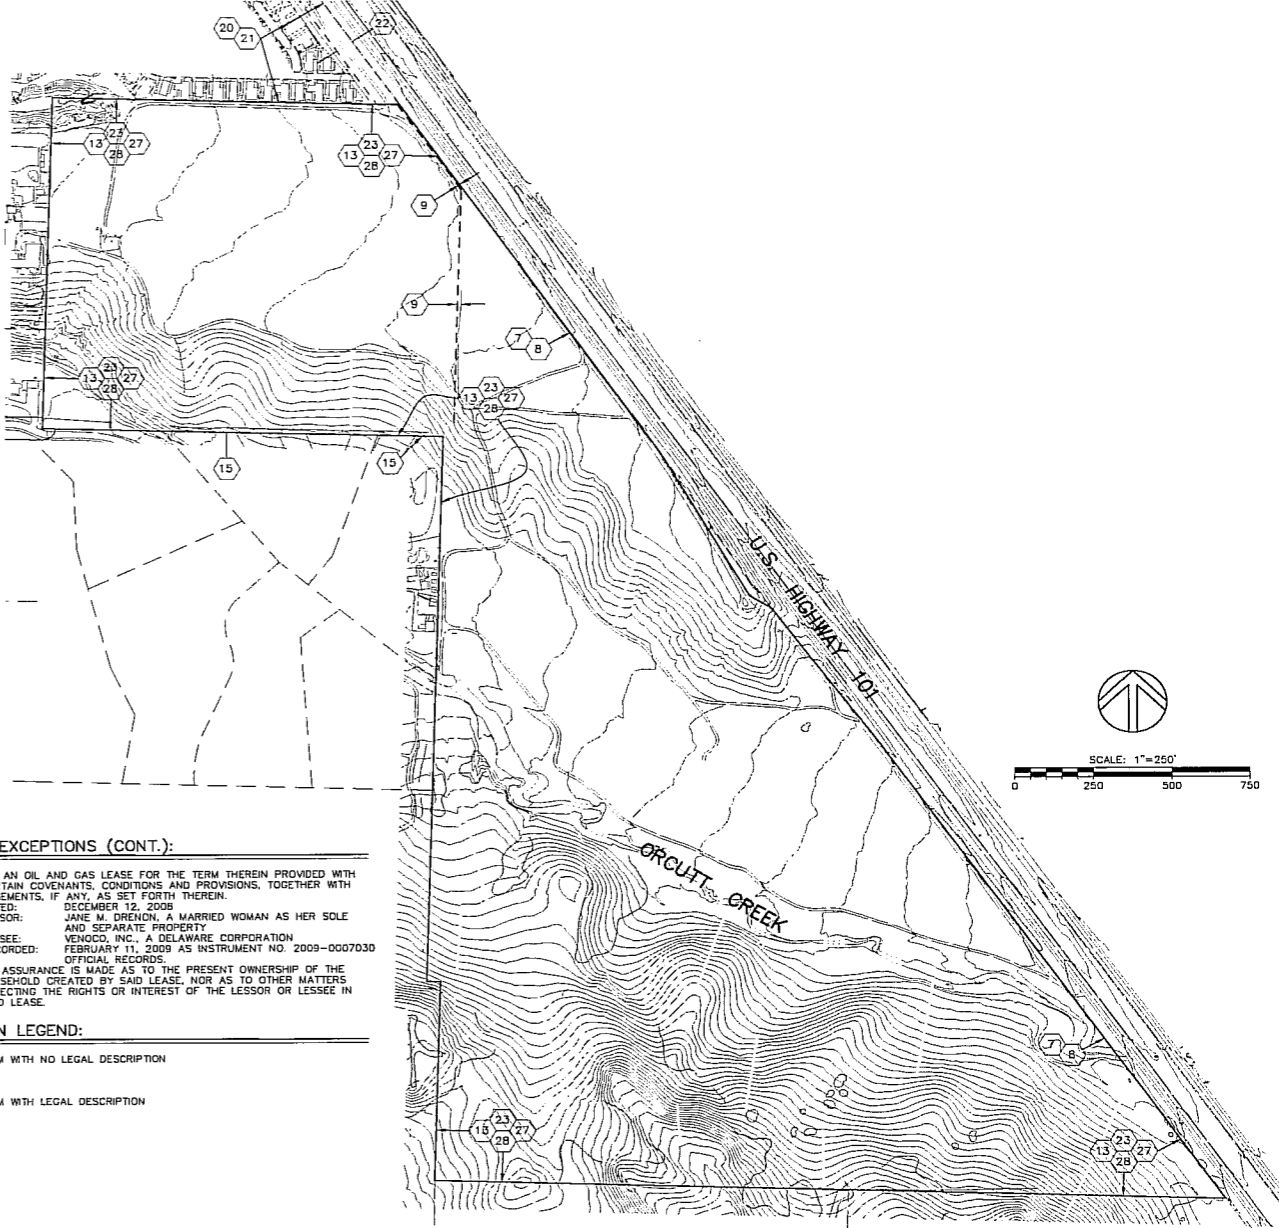 20
21
22
23
13 27
28
23
13 27
28
9
9
7
8
23
13 27
28
23
13 27
28
15
15
U.S. HIGHWAY 101
SCALE: 1"=250'
0 250 500 750
ORCUTT CREEK
EXCEPTIONS (CONT.):
AN OIL AND GAS LEASE FOR THE TERM THEREIN PROVIDED WITH
TAIN COVENANTS, CONDITIONS AND PROVISIONS, TOGETHER WITH
EMENTS, IF ANY, AS SET FORTH THEREIN.
ED: DECEMBER 12, 2008
SOR: JANE M. DRENON, A MARRIED WOMAN AS HER SOLE
AND SEPARATE PROPERTY
SEE: VENOCO, INC., A DELAWARE CORPORATION
CORDED: FEBRUARY 11, 2009 AS INSTRUMENT NO. 2009-0007030
OFFICIAL RECORDS.
ASSURANCE IS MADE AS TO THE PRESENT OWNERSHIP OF THE
SEHOLD CREATED BY SAID LEASE, NOR AS TO OTHER MATTERS
ECTING THE RIGHTS OR INTEREST OF THE LESSOR OR LESSEE IN
D LEASE.
N LEGEND:
M WITH NO LEGAL DESCRIPTION
M WITH LEGAL DESCRIPTION
7
8
23
13 27
28
23
13 27
28